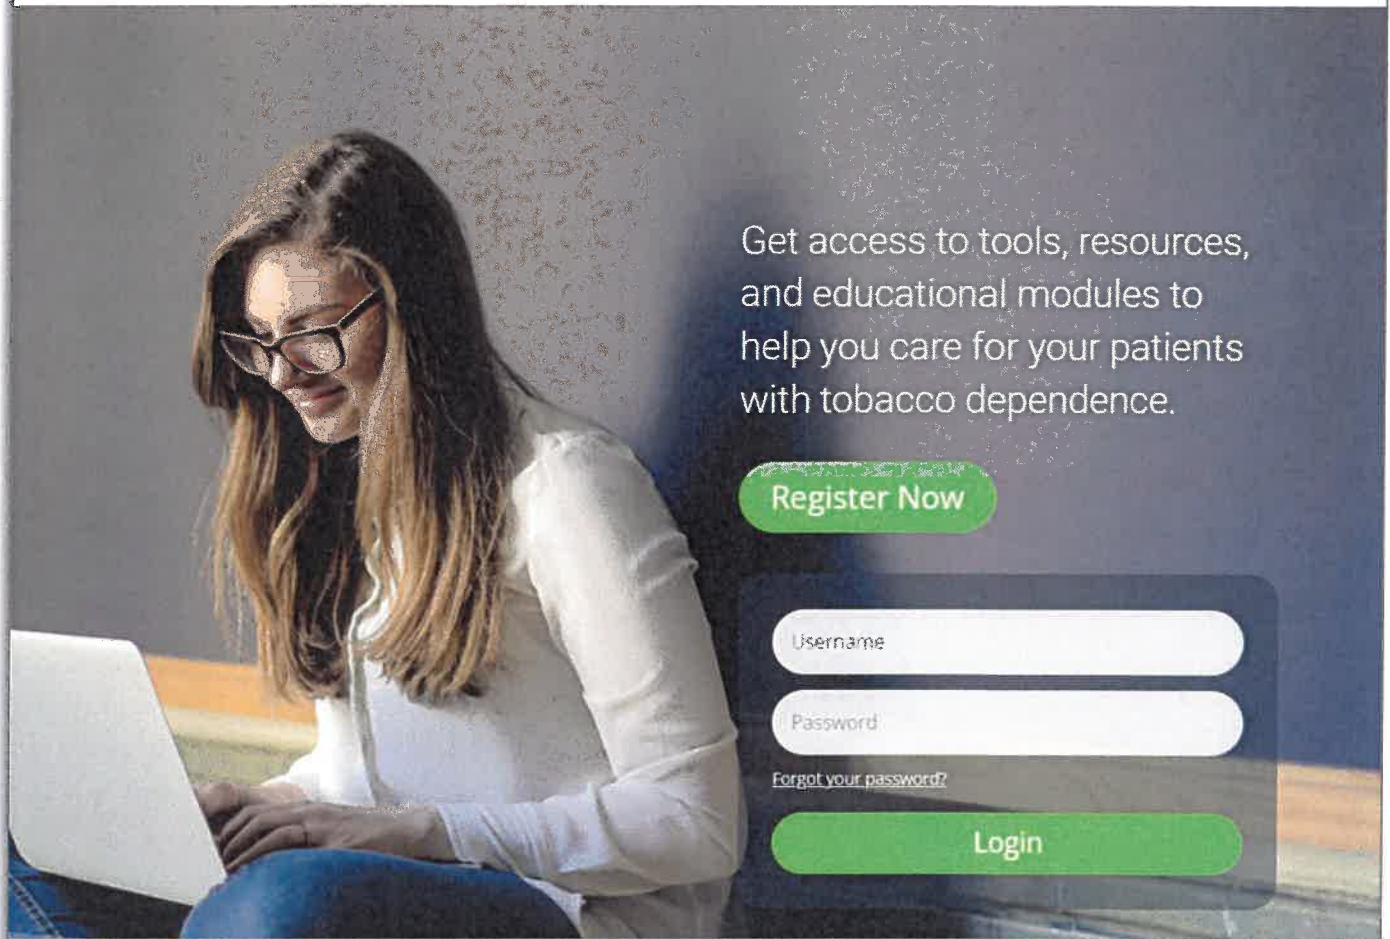 Get access to tools, resources,
and educational modules to
help you care for your patients
with tobacco dependence.
Register Now
Username
Password
Forgot your password?
Login